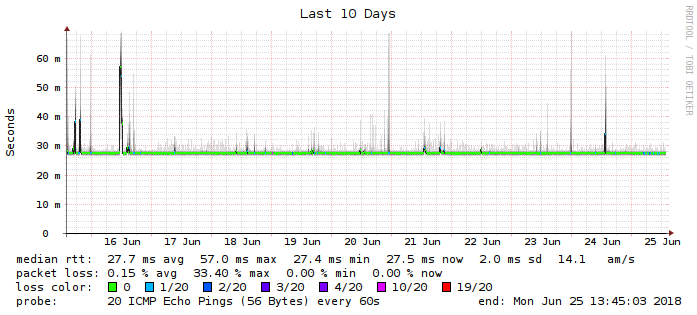 Last 10 Days
RRDTOOL / TOBI OETIKER
Seconds
60 m
50 m
40 m
30 m
20 m
10 m
0
16 Jun 17 Jun 18 Jun 19 Jun 20 Jun 21 Jun 22 Jun 23 Jun 24 Jun 25 Jun
median rtt: 27.7 ms avg 57.0 ms max 27.4 ms min 27.5 ms now 2.0 ms sd 14.1 am/s
packet loss: 0.15 % avg 33.40 % max 0.00 % min 0.00 % now
loss color: 0 1/20 2/20 3/20 4/20 10/20 19/20
probe: 20 ICMP Echo Pings (56 Bytes) every 60s end: Mon Jun 25 13:45:03 2018